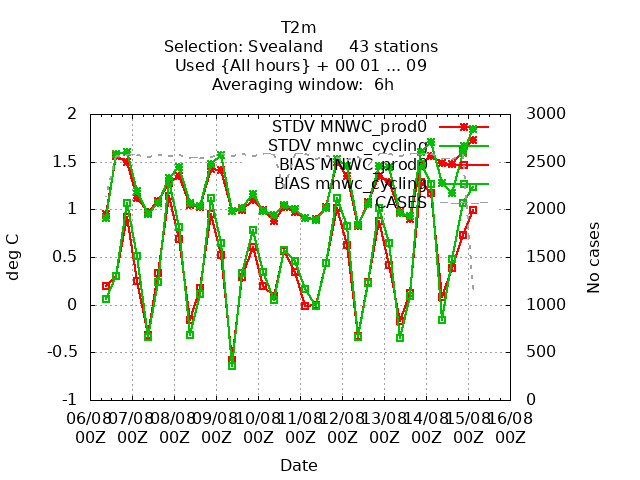 T2m
Selection: Svealand 43 stations
Used {All hours} + 00 01 ... 09
Averaging window: 6h
STDV MNWC_prod0
STDV mnwc_cycling
BIAS MNWC_prod0
BIAS mnwc_cycling
CASES
deg C
2
1.5
1
0.5
0
-0.5
-1
3000
2500
2000
1500
1000
500
0
No cases
06/08 07/08 08/08 09/08 10/08 11/08 12/08 13/08 14/08 15/08 16/08
00Z 00Z 00Z 00Z 00Z 00Z 00Z 00Z 00Z 00Z 00Z
Date